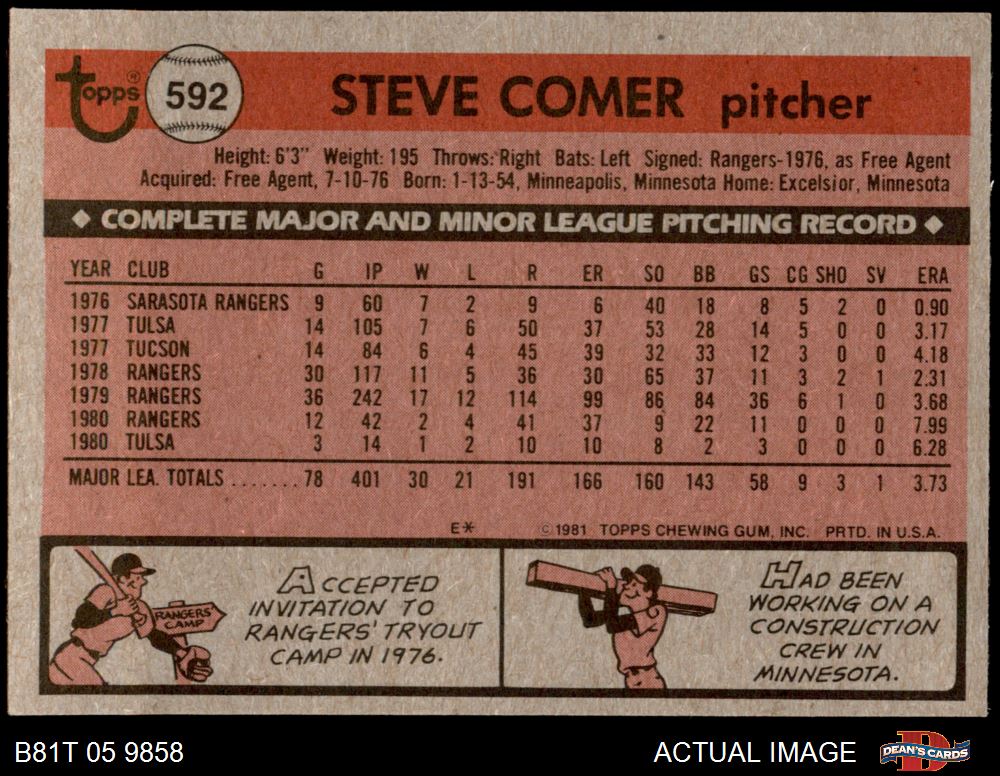 Topps® 592 STEVE COMER pitcher
Height: 6'3" Weight: 195 Throws: Right Bats: Left Signed: Rangers-1976, as Free Agent
Acquired: Free Agent, 7-10-76 Born: 1-13-54, Minneapolis, Minnesota Home: Excelsior, Minnesota
◆ COMPLETE MAJOR AND MINOR LEAGUE PITCHING RECORD ◆
YEAR CLUB G IP W L R ER SO BB GS CG SHO SV ERA
1976 SARASOTA RANGERS 9 60 7 2 9 6 40 18 8 5 2 0 0.90
1977 TULSA 14 105 7 6 50 37 53 28 14 5 0 0 3.17
1977 TUCSON 14 84 6 4 45 39 32 33 12 3 0 0 4.18
1978 RANGERS 30 117 11 5 36 30 65 37 11 3 2 1 2.31
1979 RANGERS 36 242 17 12 114 99 86 84 36 6 1 0 3.68
1980 RANGERS 12 42 2 4 41 37 9 22 11 0 0 0 7.99
1980 TULSA 3 14 1 2 10 10 8 2 3 0 0 0 6.28
MAJOR LEA. TOTALS ....... 78 401 30 21 191 166 160 143 58 9 3 1 3.73
E* ©1981 TOPPS CHEWING GUM, INC. PRTD. IN U.S.A.
RANGERS'
CAMP
ACCEPTED
INVITATION TO
RANGERS' TRYOUT
CAMP IN 1976.
HAD BEEN
WORKING ON A
CONSTRUCTION
CREW IN
MINNESOTA.
B81T 05 9858 ACTUAL IMAGE DEAN'S CARDS